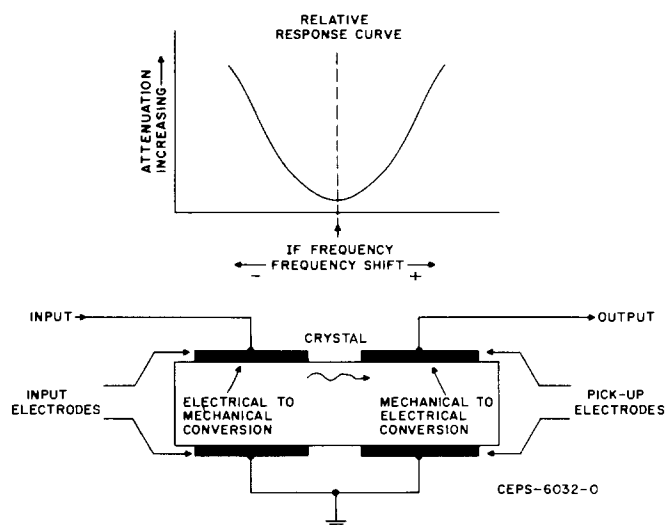 RELATIVE
RESPONSE CURVE
ATTENUATION
INCREASING
IF FREQUENCY
FREQUENCY SHIFT
- +
INPUT
CRYSTAL
OUTPUT
INPUT
ELECTRODES
ELECTRICAL TO
MECHANICAL
CONVERSION
MECHANICAL TO
ELECTRICAL
CONVERSION
PICK-UP
ELECTRODES
CEPS-6032-0